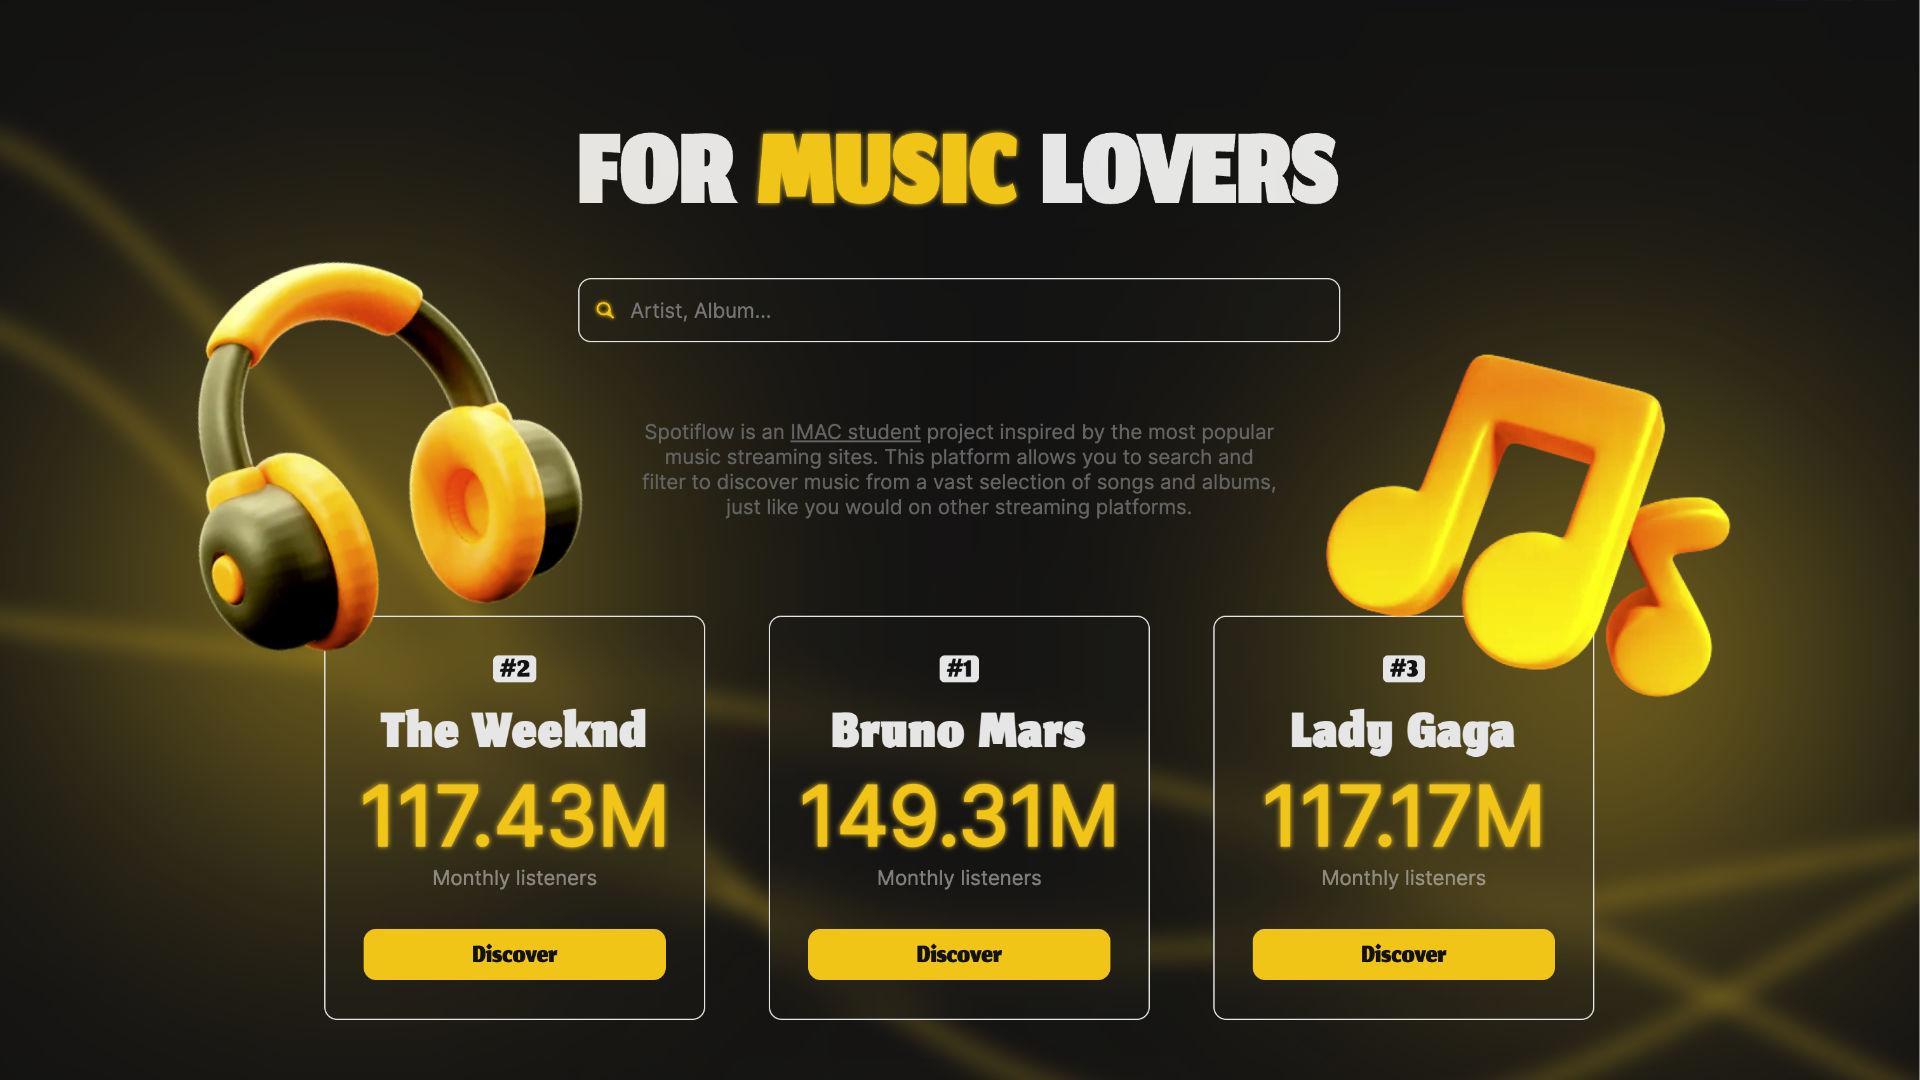 FOR MUSIC LOVERS
Artist, Album...
Spotiflow is an IMAC student project inspired by the most popular
music streaming sites. This platform allows you to search and
filter to discover music from a vast selection of songs and albums,
just like you would on other streaming platforms.
#2
The Weeknd
117.43M
Monthly listeners
Discover
#1
Bruno Mars
149.31M
Monthly listeners
Discover
#3
Lady Gaga
117.17M
Monthly listeners
Discover